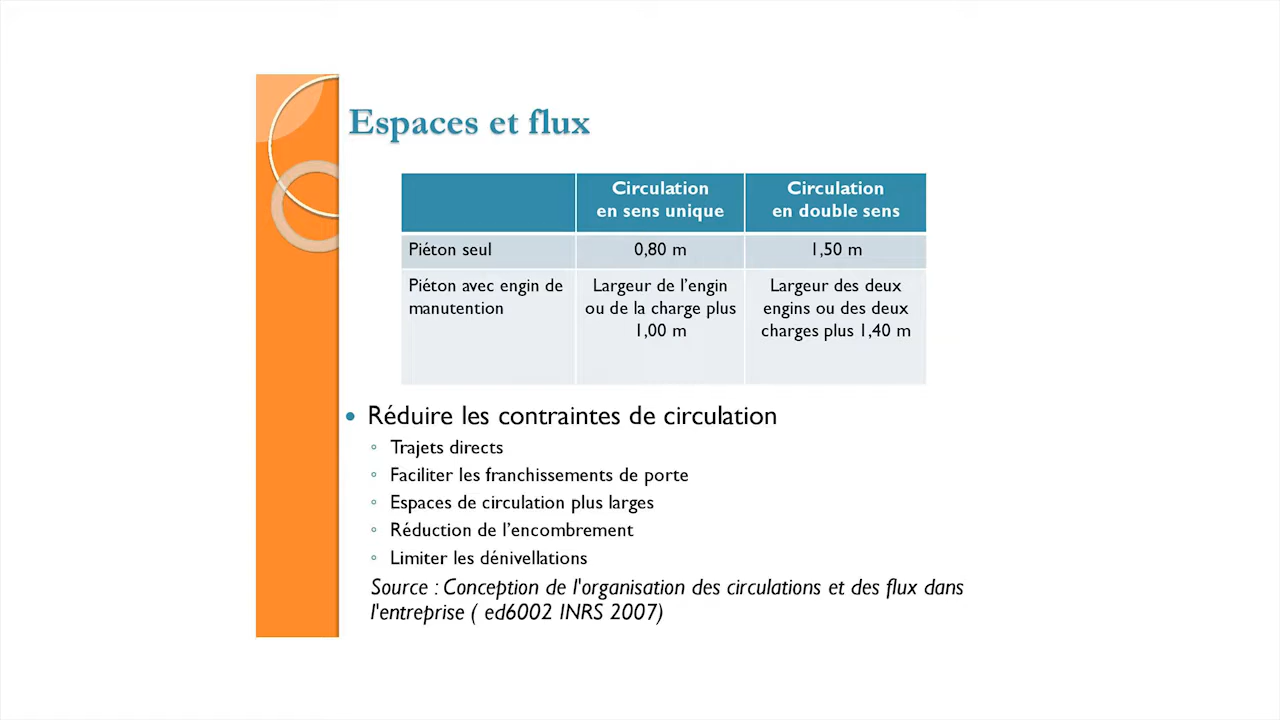 Espaces et flux
Circulation
en sens unique
Circulation
en double sens
Piéton seul
0,80 m
1,50 m
Piéton avec engin de
manutention
Largeur de l’engin
ou de la charge plus
1,00 m
Largeur des deux
engins ou des deux
charges plus 1,40 m
• Réduire les contraintes de circulation
◦ Trajets directs
◦ Faciliter les franchissements de porte
◦ Espaces de circulation plus larges
◦ Réduction de l’encombrement
◦ Limiter les dénivellations
Source : Conception de l'organisation des circulations et des flux dans
l'entreprise ( ed6002 INRS 2007)